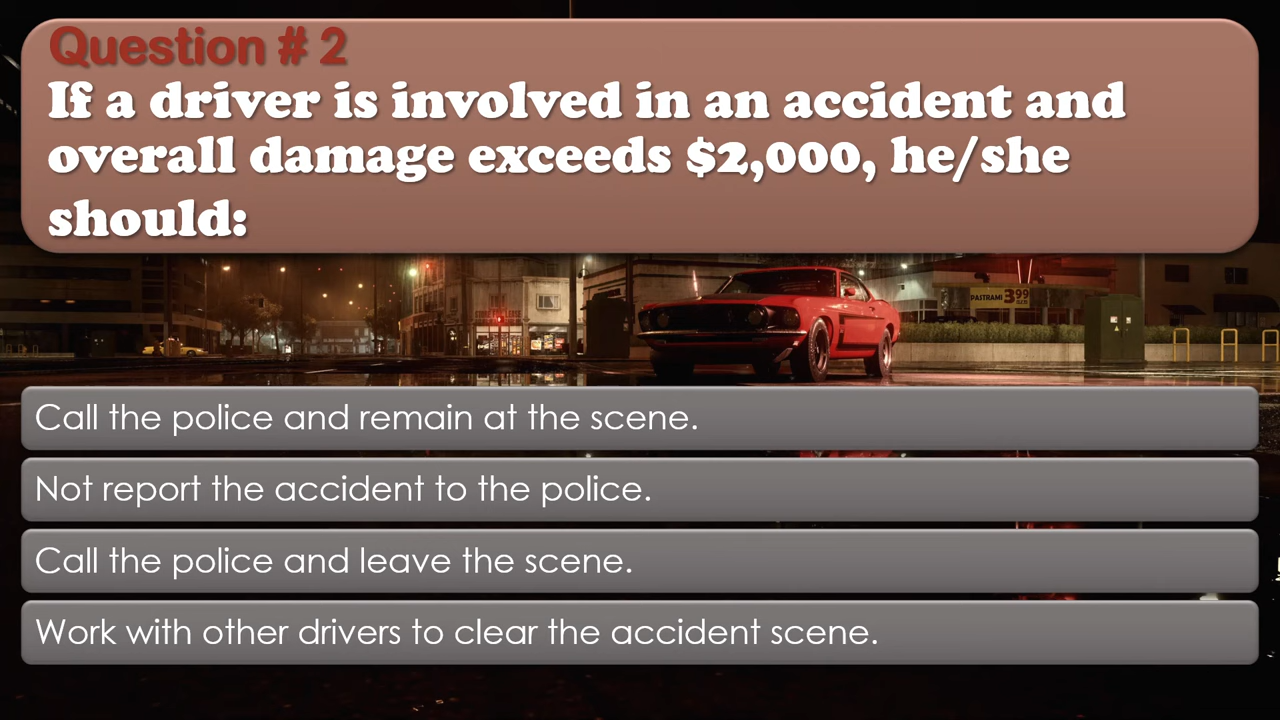 Question # 2
If a driver is involved in an accident and
overall damage exceeds $2,000, he/she
should:
PASTRAMI 3.99
Call the police and remain at the scene.
Not report the accident to the police.
Call the police and leave the scene.
Work with other drivers to clear the accident scene.